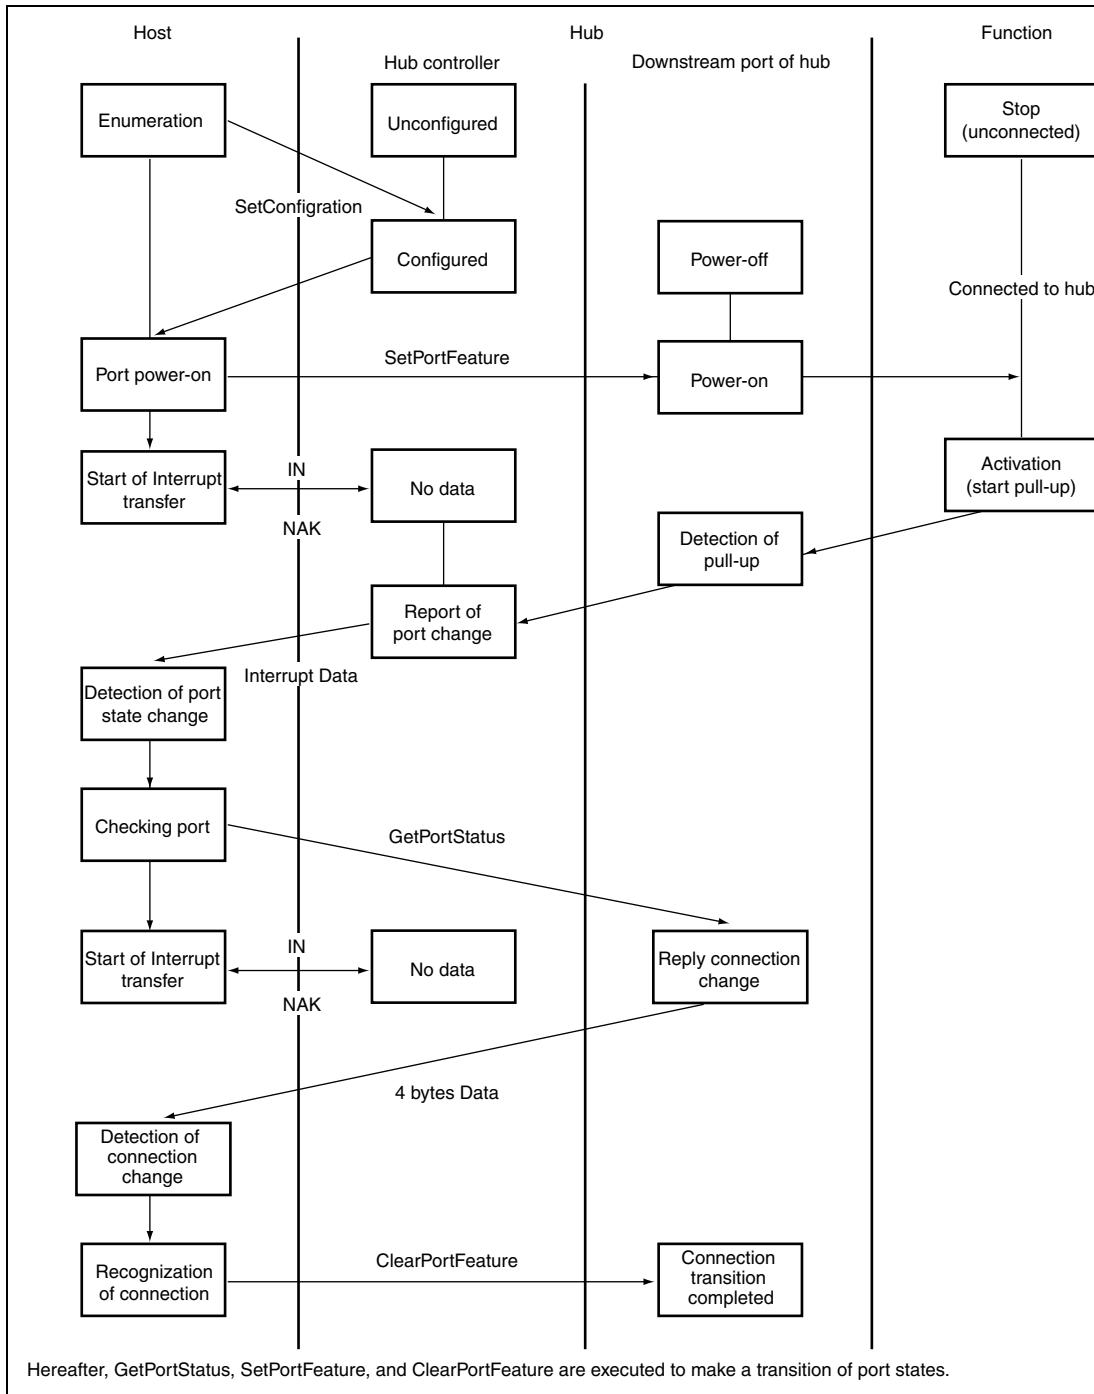 Host
Hub
Function
Hub controller
Downstream port of hub
Enumeration
Unconfigured
Stop
(unconnected)
SetConfigration
Configured
Power-off
Connected to hub
Port power-on
SetPortFeature
Power-on
Start of Interrupt
transfer
IN
NAK
No data
Activation
(start pull-up)
Detection of
pull-up
Report of
port change
Interrupt Data
Detection of port
state change
Checking port
GetPortStatus
Start of Interrupt
transfer
IN
NAK
No data
Reply connection
change
4 bytes Data
Detection of
connection
change
Recognization
of connection
ClearPortFeature
Connection
transition
completed
Hereafter, GetPortStatus, SetPortFeature, and ClearPortFeature are executed to make a transition of port states.